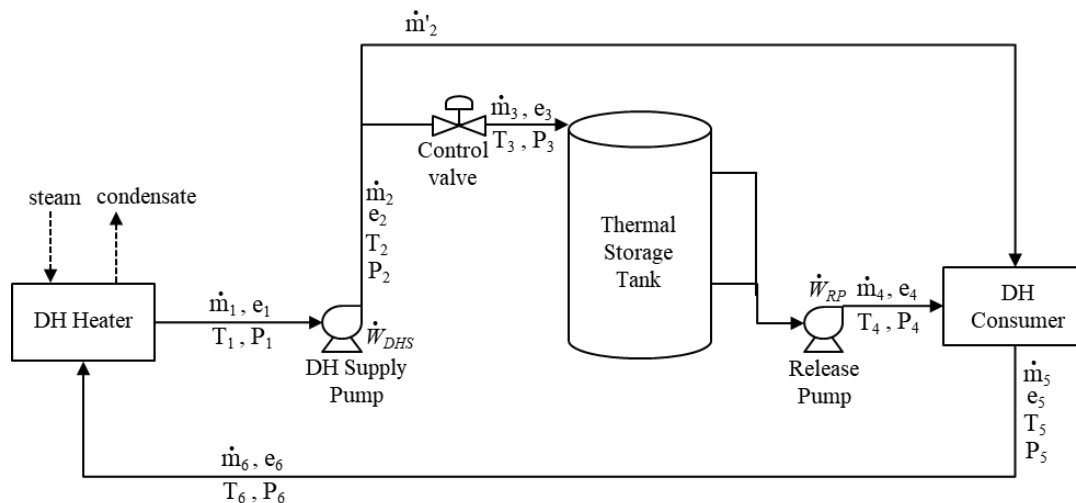 ṁ'₂
ṁ₃ , e₃
T₃ , P₃
Control
valve
steam
condensate
ṁ₂
e₂
T₂
P₂
Thermal
Storage
Tank
DH Heater
ṁ₁ , e₁
T₁ , P₁
Ẇ_DHS
DH Supply
Pump
Ẇ_RP
ṁ₄ , e₄
T₄ , P₄
Release
Pump
DH
Consumer
ṁ₅
e₅
T₅
P₅
ṁ₆ , e₆
T₆ , P₆